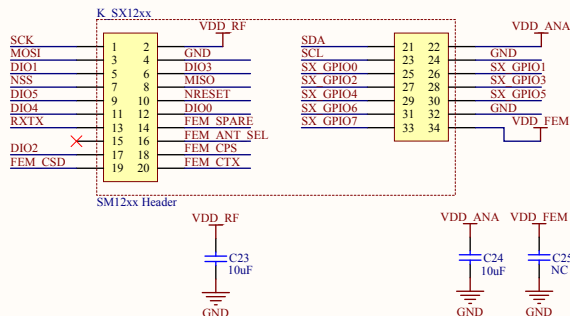 K_SX12xx
VDD_RF
VDD_ANA
SCK 1 2
SDA 21 22
MOSI 3 4 GND
SCL 23 24 GND
DIO1 5 6 DIO3
SX_GPIO0 25 26 SX_GPIO1
NSS 7 8 MISO
SX_GPIO2 27 28 SX_GPIO3
DIO5 9 10 NRESET
SX_GPIO4 29 30 SX_GPIO5
DIO4 11 12 DIO0
SX_GPIO6 31 32 GND
RXTX 13 14 FEM_SPARE
SX_GPIO7 33 34 VDD_FEM
15 16 FEM_ANT_SEL
DIO2 17 18 FEM_CPS
FEM_CSD 19 20 FEM_CTX
SM12xx Header
VDD_RF
VDD_ANA VDD_FEM
C23
10uF
C24
10uF
C25
NC
GND
GND
GND